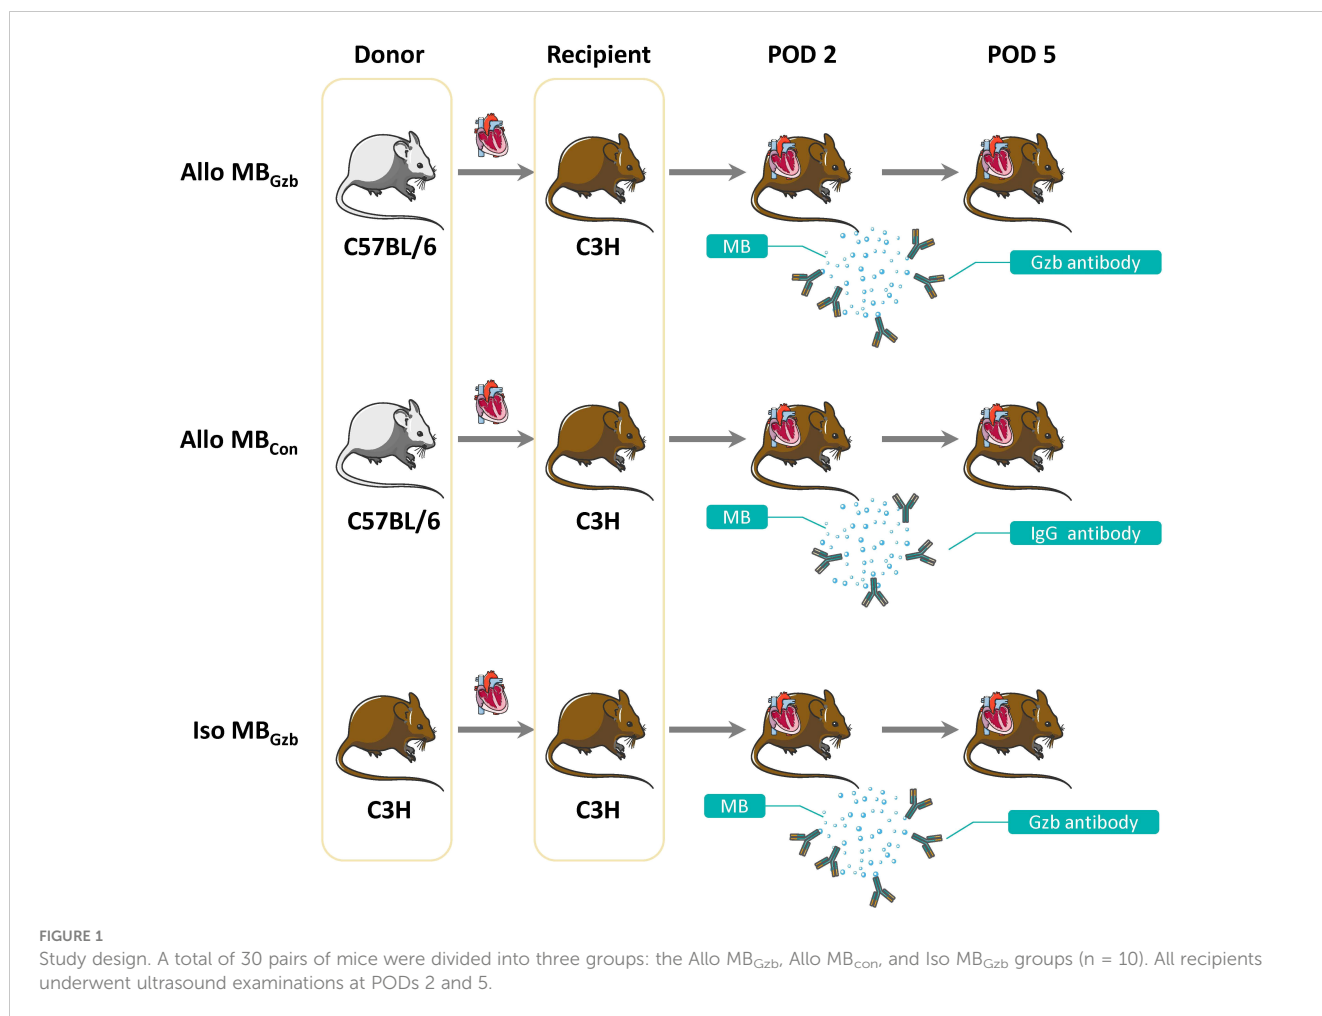 Donor Recipient POD 2 POD 5
Allo MBGzb
C57BL/6 C3H
MB
Gzb antibody
Allo MBCon
C57BL/6 C3H
MB
IgG antibody
Iso MBGzb
C3H C3H
MB
Gzb antibody
FIGURE 1
Study design. A total of 30 pairs of mice were divided into three groups: the Allo MBGzb, Allo MBcon, and Iso MBGzb groups (n = 10). All recipients
underwent ultrasound examinations at PODs 2 and 5.